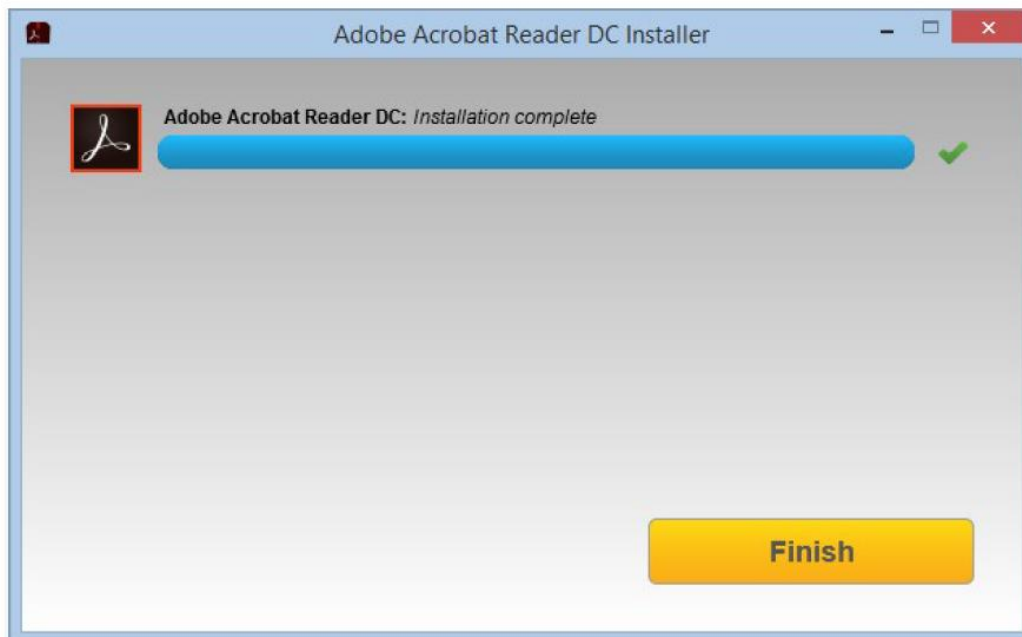 Adobe Acrobat Reader DC Installer
Adobe Acrobat Reader DC: Installation complete
Finish